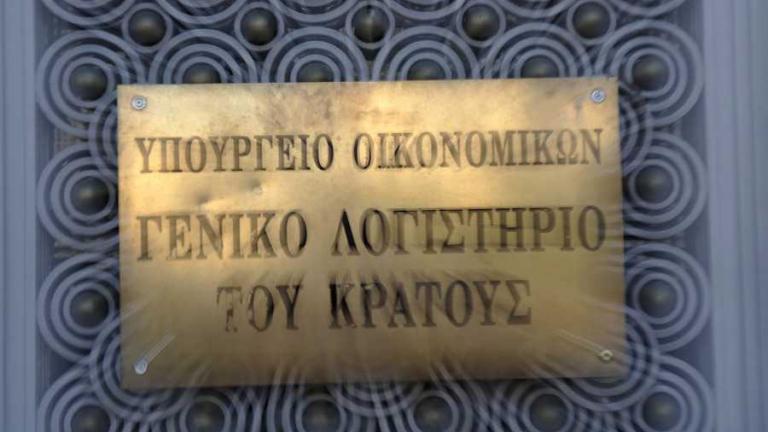 ΥΠΟΥΡΓΕΙΟ ΟΙΚΟΝΟΜΙΚΩΝ
ΓΕΝΙΚΟ ΛΟΓΙΣΤΗΡΙΟ
ΤΟΥ ΚΡΑΤΟΥΣ